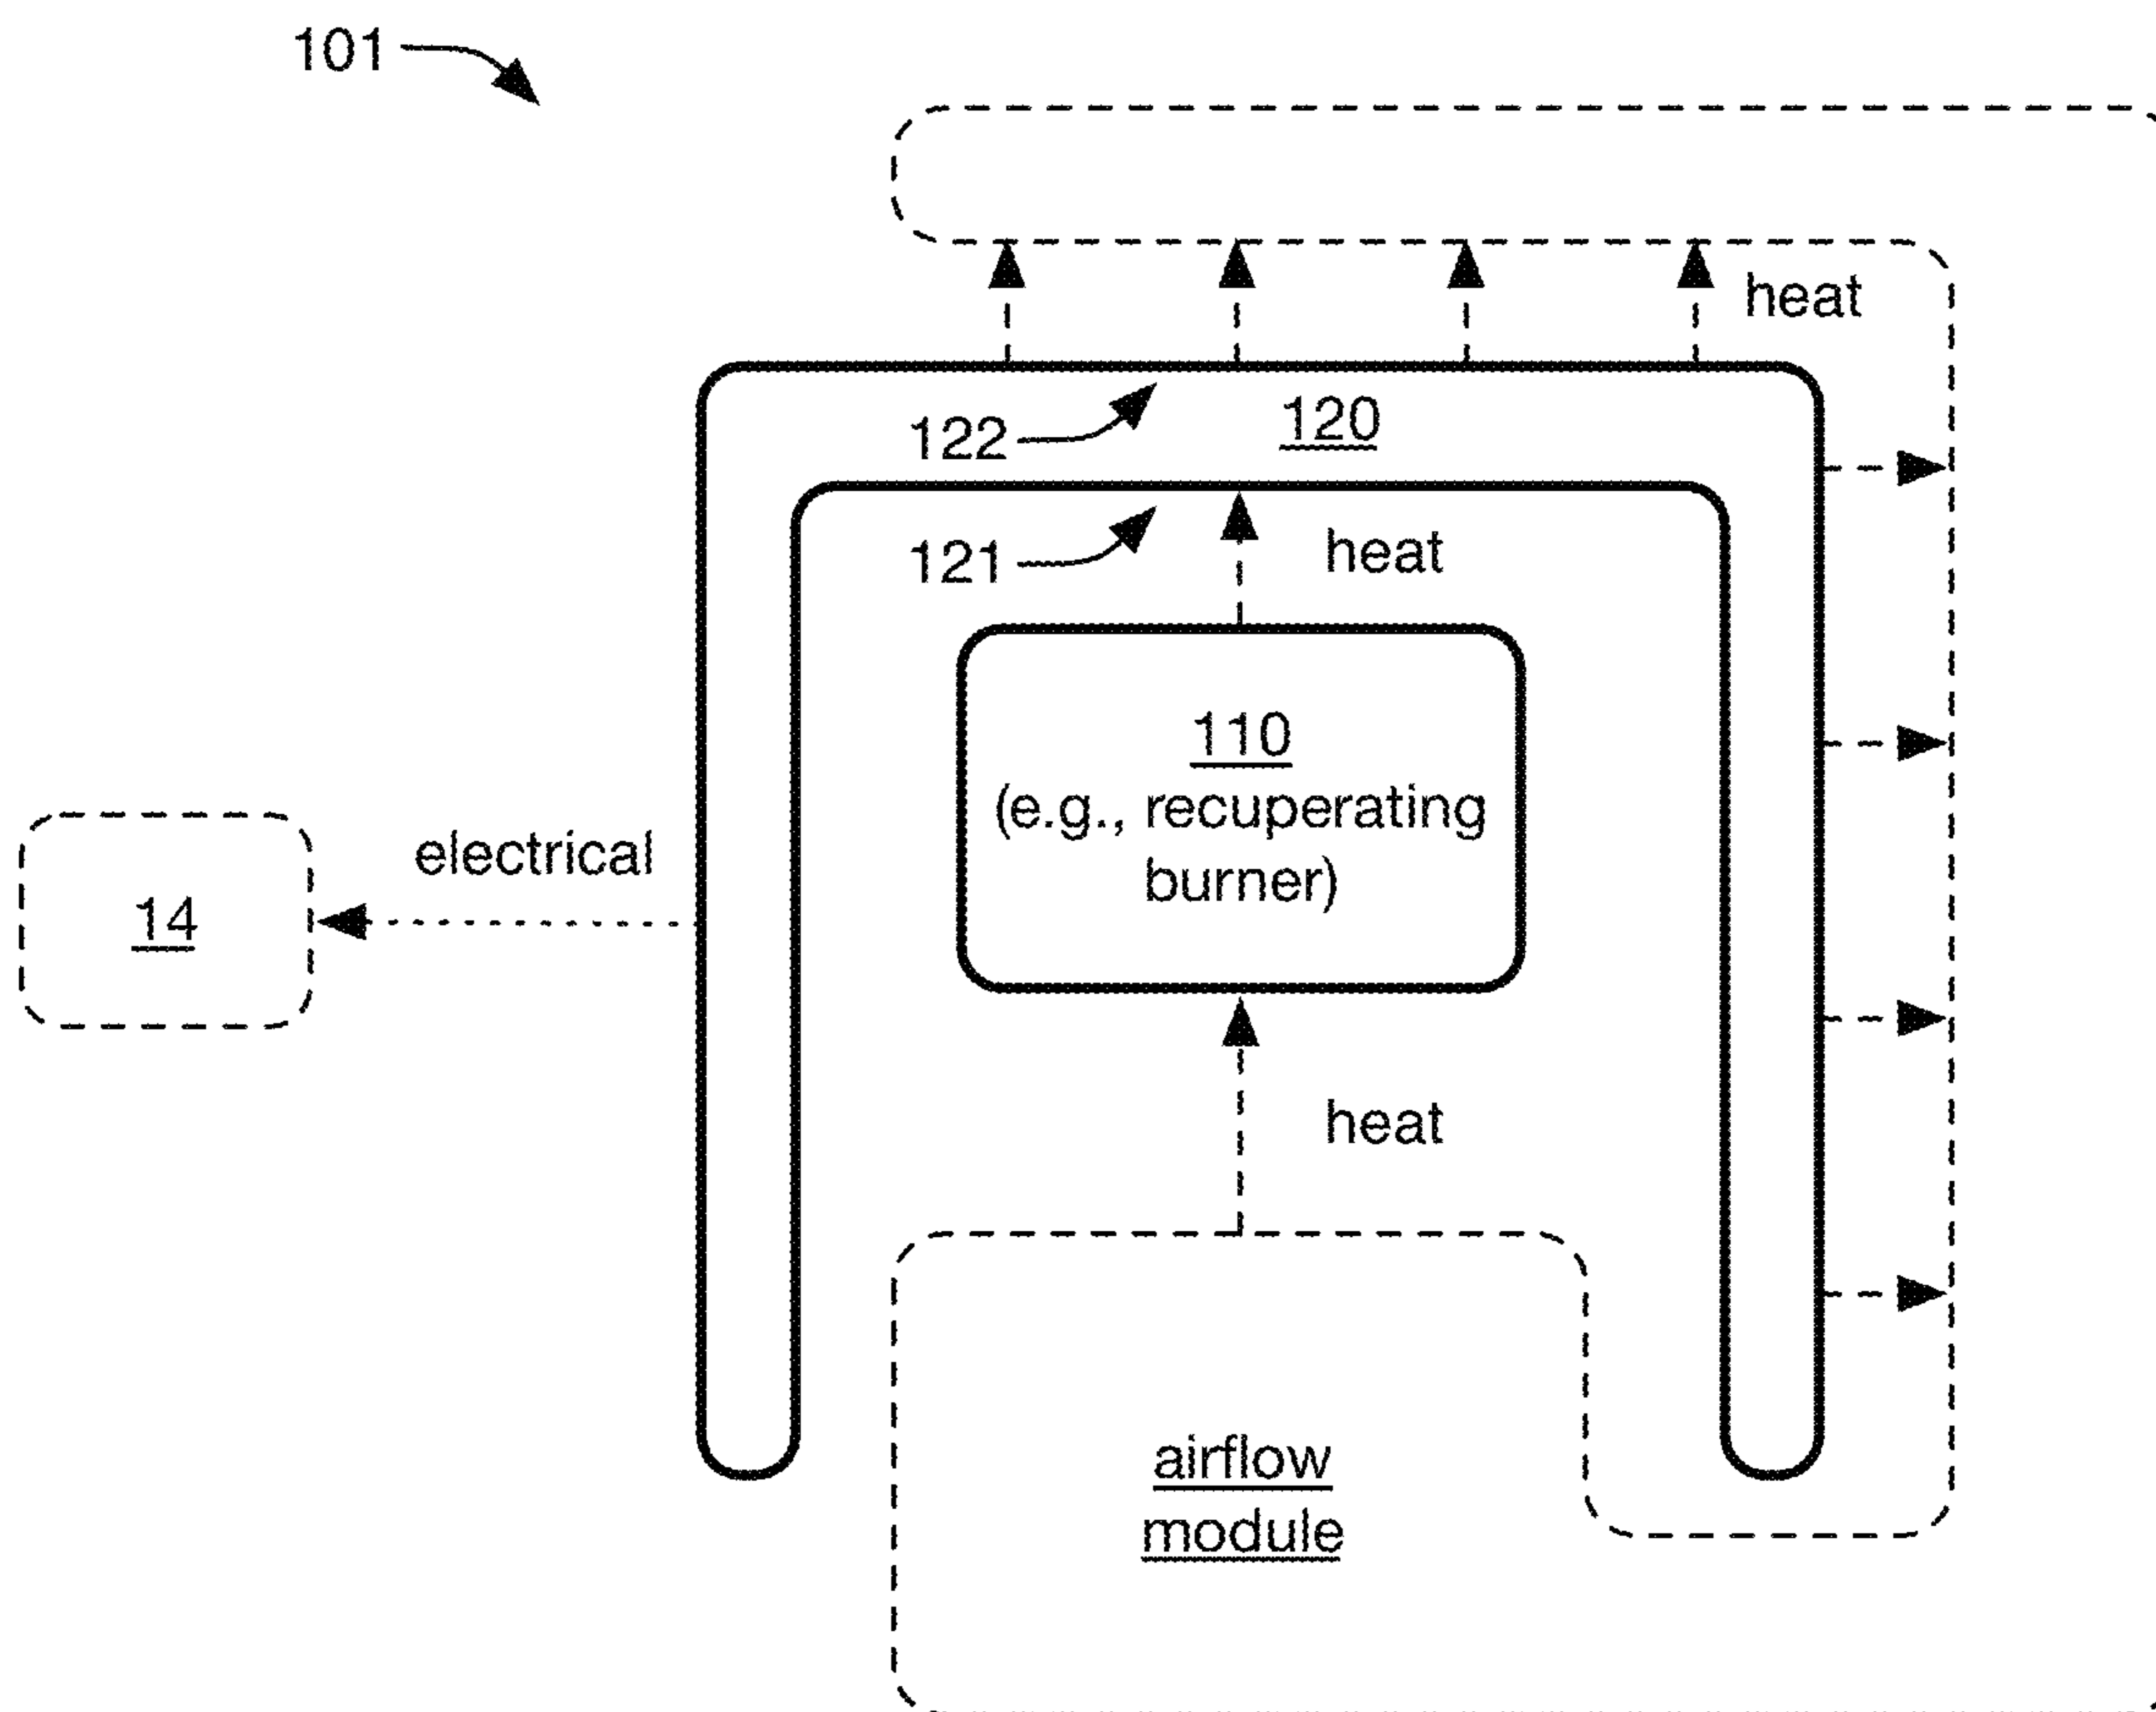 101
heat
122
120
121
heat
110
(e.g., recuperating
burner)
electrical
14
heat
airflow
module